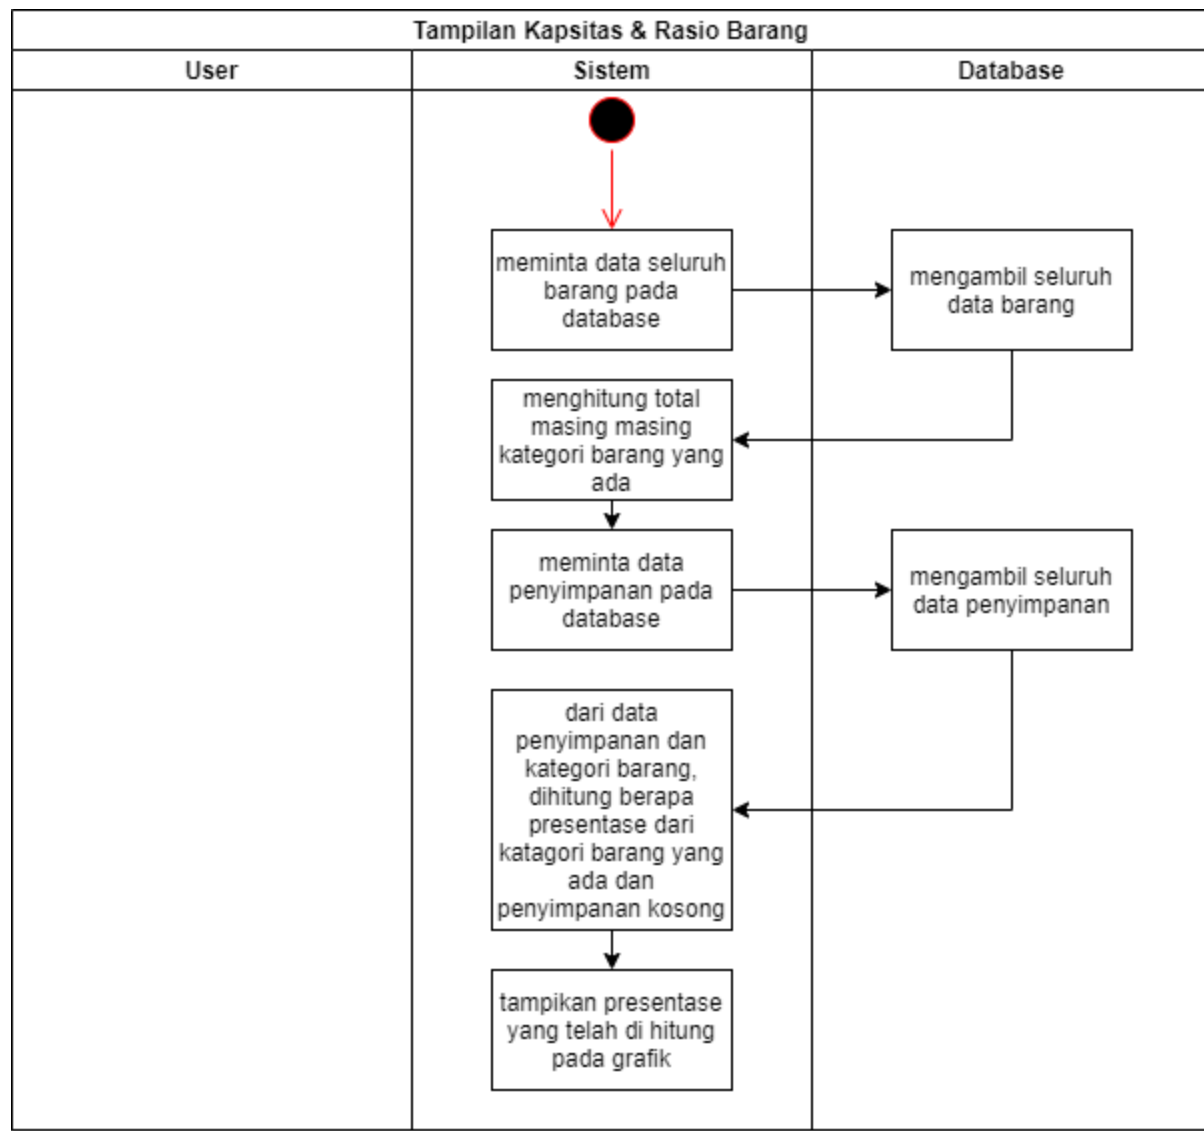 Tampilan Kapsitas & Rasio Barang
User
Sistem
Database
meminta data seluruh
barang pada
database
mengambil seluruh
data barang
menghitung total
masing masing
kategori barang yang
ada
meminta data
penyimpanan pada
database
mengambil seluruh
data penyimpanan
dari data
penyimpanan dan
kategori barang,
dihitung berapa
presentase dari
katagori barang yang
ada dan
penyimpanan kosong
tampikan presentase
yang telah di hitung
pada grafik